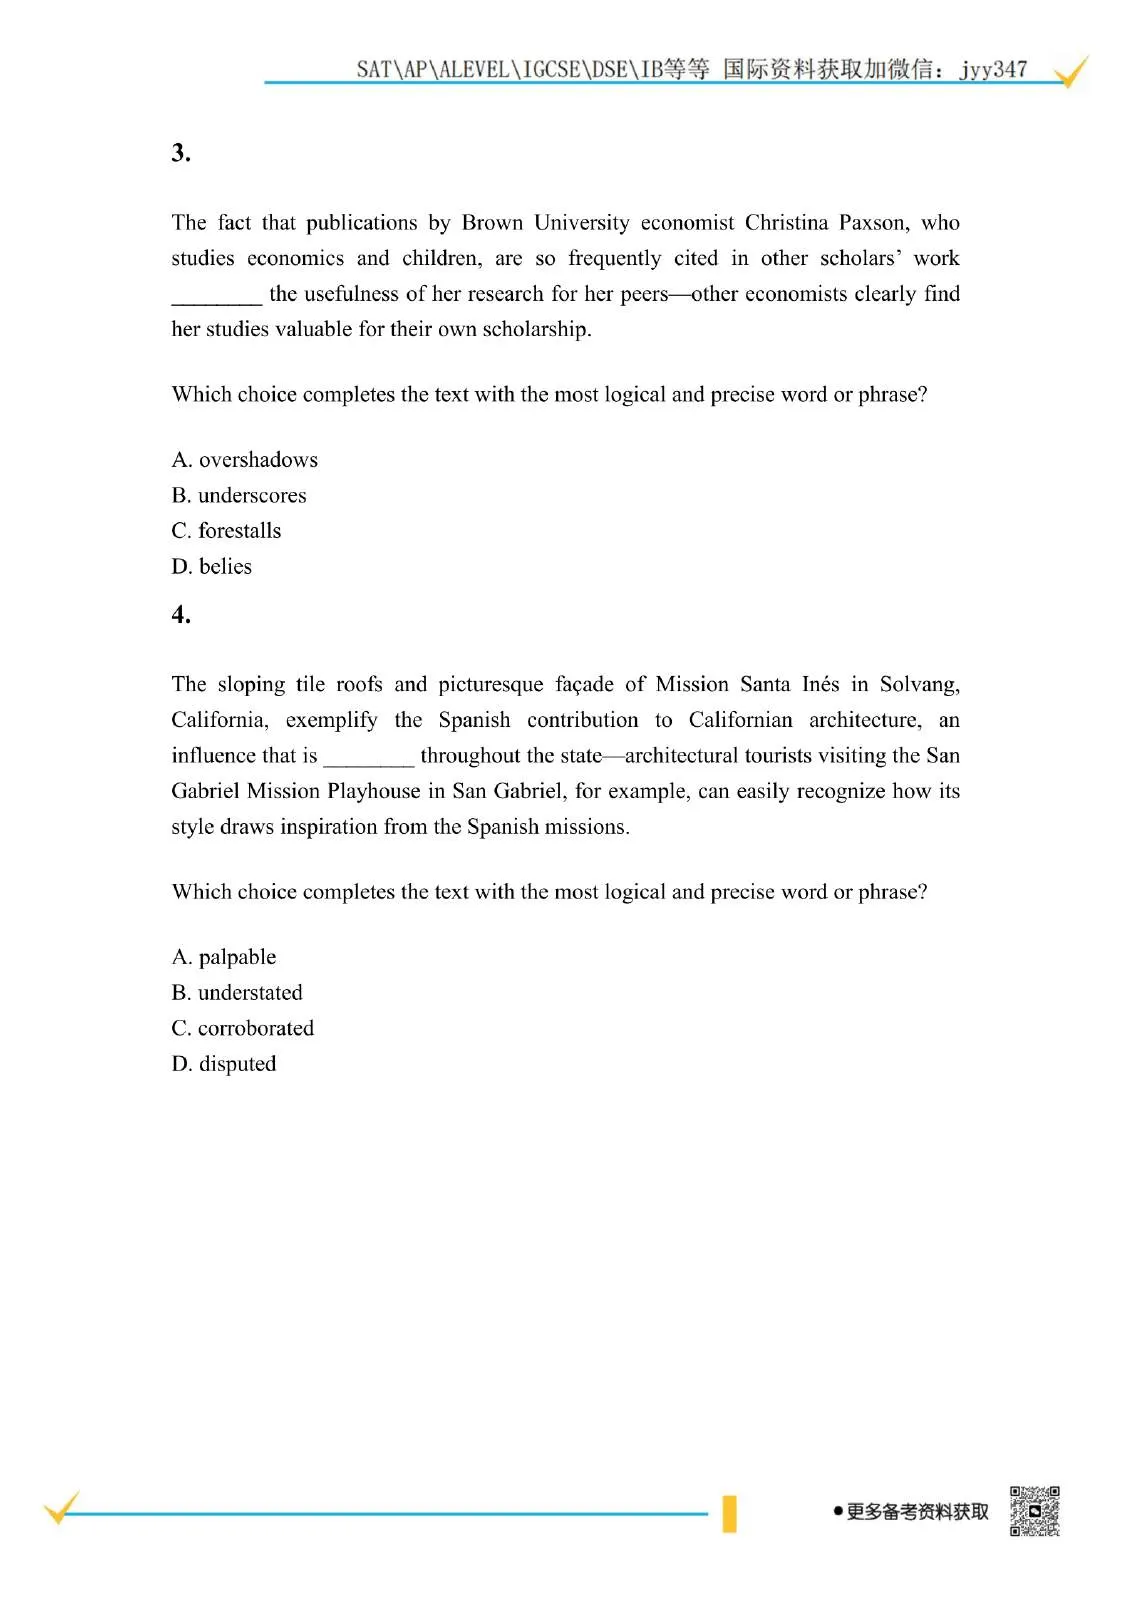 SAT\AP\ALEVEL\IGCSE\DSE\IB等等 国际资料获取加微信：jyy347
3.
The fact that publications by Brown University economist Christina Paxson, who
studies economics and children, are so frequently cited in other scholars’ work
________ the usefulness of her research for her peers—other economists clearly find
her studies valuable for their own scholarship.
Which choice completes the text with the most logical and precise word or phrase?
A. overshadows
B. underscores
C. forestalls
D. belies
4.
The sloping tile roofs and picturesque façade of Mission Santa Inés in Solvang,
California, exemplify the Spanish contribution to Californian architecture, an
influence that is ________ throughout the state—architectural tourists visiting the San
Gabriel Mission Playhouse in San Gabriel, for example, can easily recognize how its
style draws inspiration from the Spanish missions.
Which choice completes the text with the most logical and precise word or phrase?
A. palpable
B. understated
C. corroborated
D. disputed
●更多备考资料获取